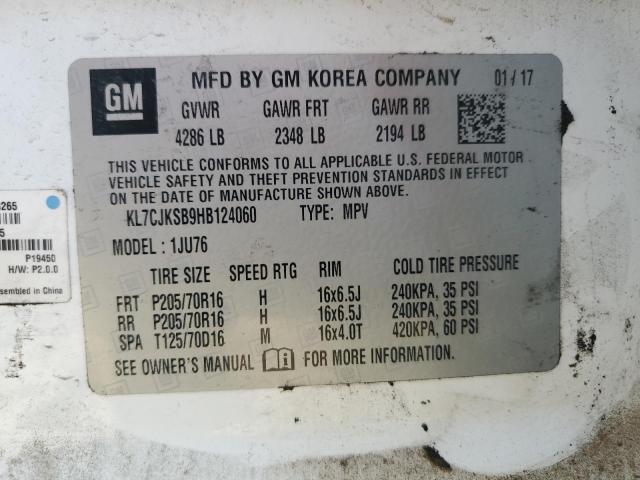 GM
MFD BY GM KOREA COMPANY 01/17
GVWR GAWR FRT GAWR RR
4286 LB 2348 LB 2194 LB
THIS VEHICLE CONFORMS TO ALL APPLICABLE U.S. FEDERAL MOTOR
VEHICLE SAFETY AND THEFT PREVENTION STANDARDS IN EFFECT
ON THE DATE OF MANUFACTURE SHOWN ABOVE.
KL7CJKSB9HB124060 TYPE: MPV
MODEL: 1JU76
TIRE SIZE SPEED RTG RIM COLD TIRE PRESSURE
FRT P205/70R16 H 16x6.5J 240KPA, 35 PSI
RR P205/70R16 H 16x6.5J 240KPA, 35 PSI
SPA T125/70D16 M 16x4.0T 420KPA, 60 PSI
SEE OWNER'S MANUAL FOR MORE INFORMATION.
P19450
H/W: P2.0.0
ssembled in China